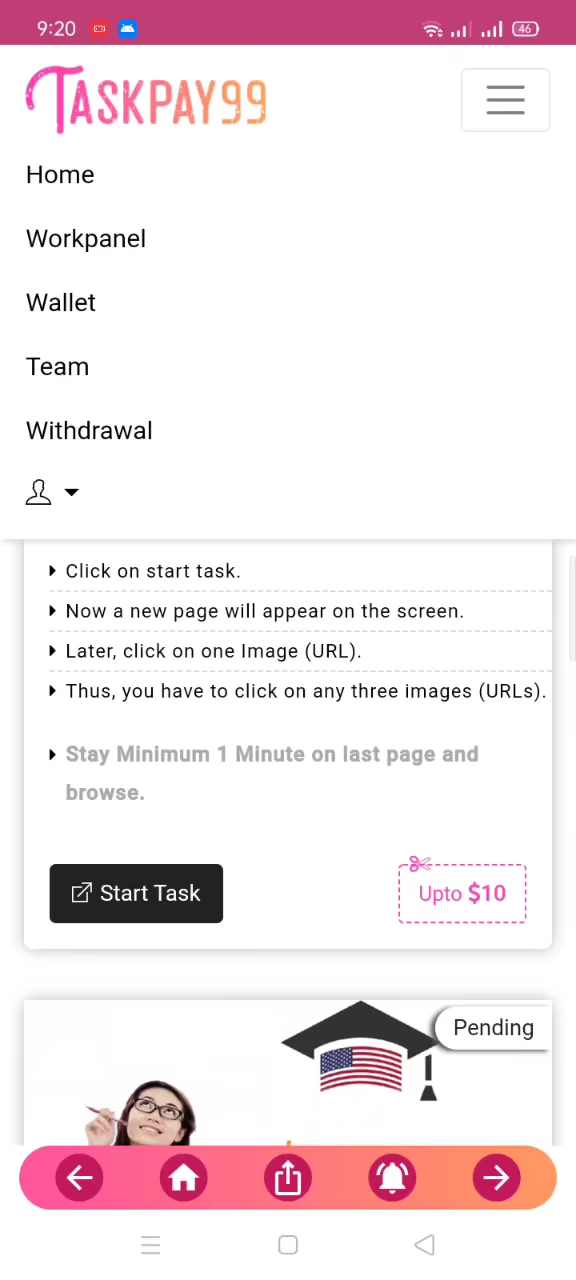 9:20
46
TASKPAY99
Home
Workpanel
Wallet
Team
Withdrawal
Click on start task.
Now a new page will appear on the screen.
Later, click on one Image (URL).
Thus, you have to click on any three images (URLs).
Stay Minimum 1 Minute on last page and
browse.
Start Task
Upto $10
Pending